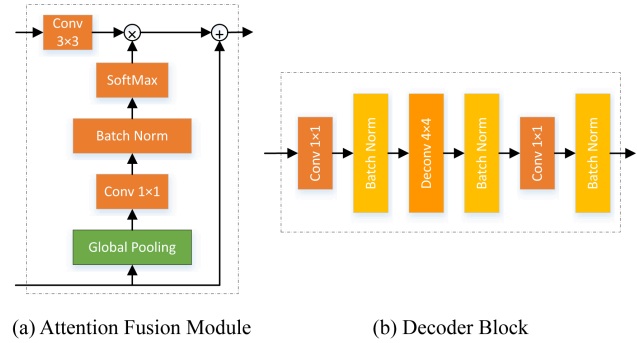 Conv
3×3
×
+
SoftMax
Batch Norm
Conv 1×1
Global Pooling
(a) Attention Fusion Module
Conv 1×1
Batch Norm
Deconv 4×4
Batch Norm
Conv 1×1
Batch Norm
(b) Decoder Block